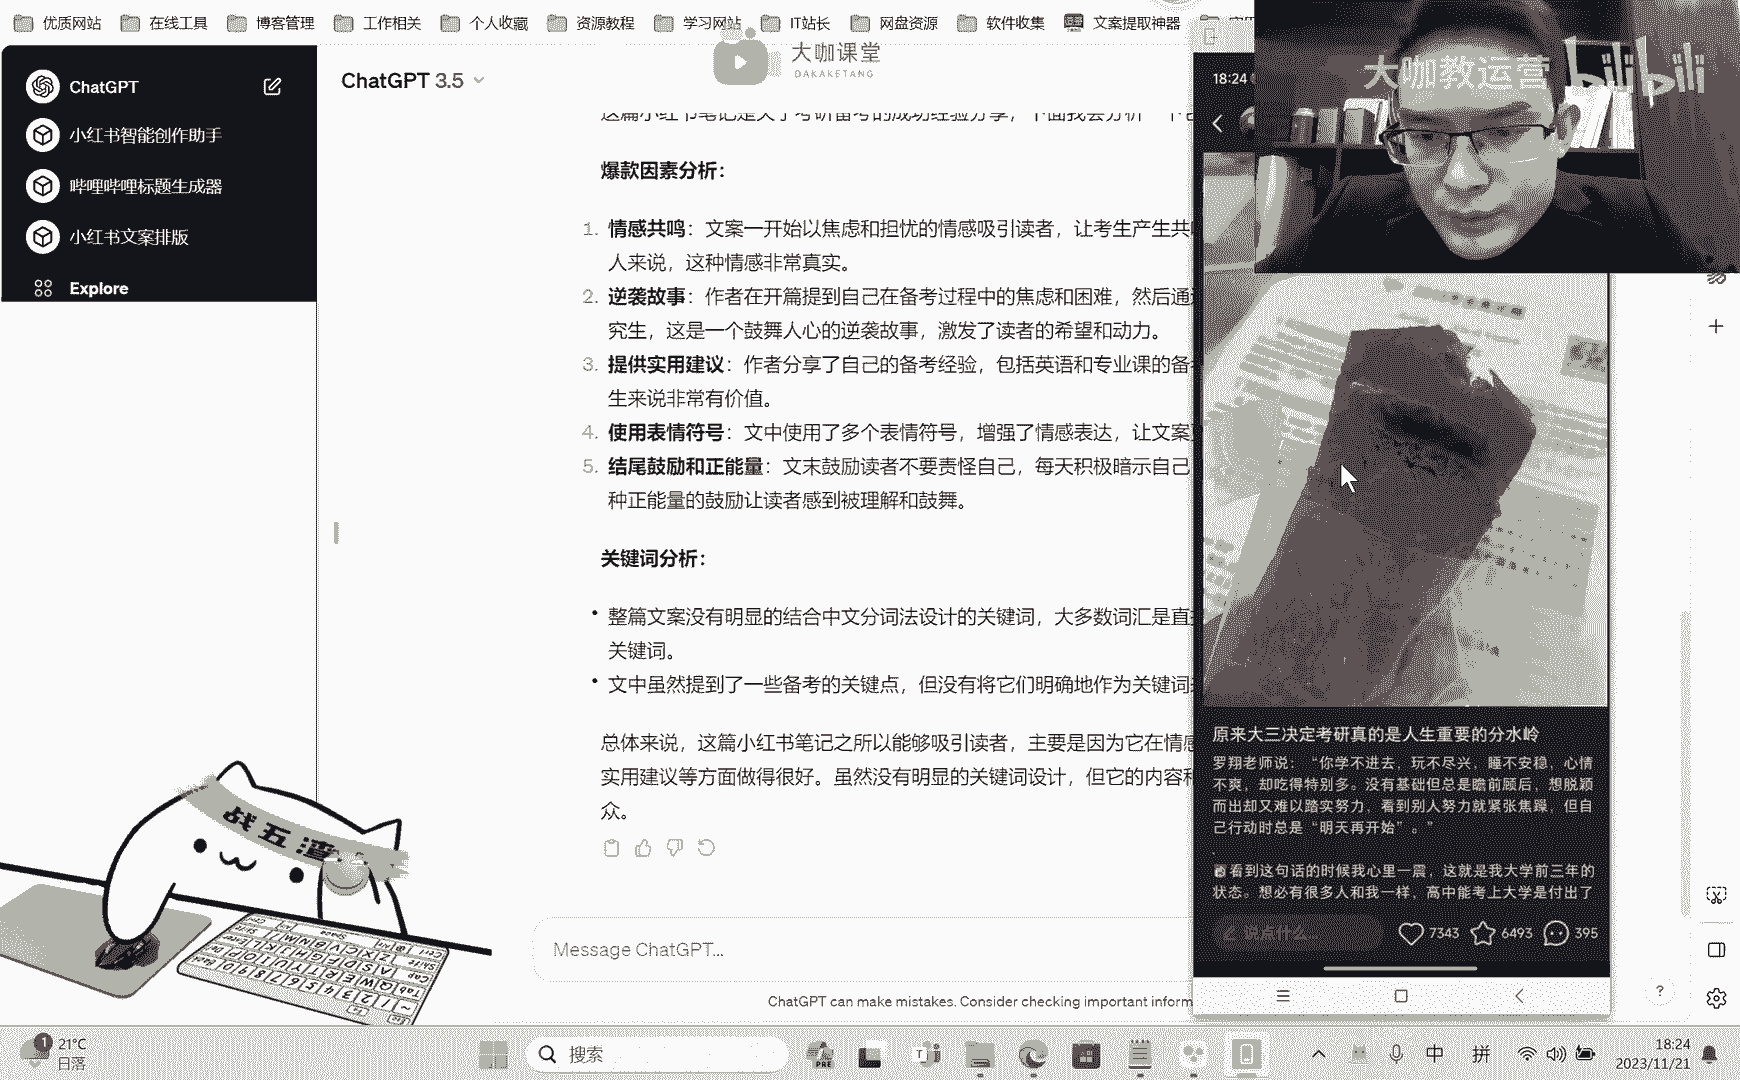 优质网站 在线工具 博客管理 工作相关 个人收藏 资源教程 学习网站 IT站长 网盘资源 软件收集 文案提取神器
大咖课堂
DAKAKETANG
大咖教运营 bilibili
ChatGPT
小红书智能创作助手
哔哩哔哩标题生成器
小红书文案排版
Explore
ChatGPT 3.5
爆款因素分析：
1. 情感共鸣：文案一开始以焦虑和担忧的情感吸引读者，让考生产生共
人来说，这种情感非常真实。
2. 逆袭故事：作者在开篇提到自己在备考过程中的焦虑和困难，然后通
究生，这是一个鼓舞人心的逆袭故事，激发了读者的希望和动力。
3. 提供实用建议：作者分享了自己的备考经验，包括英语和专业课的备
生来说非常有价值。
4. 使用表情符号：文中使用了多个表情符号，增强了情感表达，让文案
5. 结尾鼓励和正能量：文末鼓励读者不要责怪自己，每天积极暗示自己
种正能量的鼓励让读者感到被理解和鼓舞。
关键词分析：
• 整篇文案没有明显的结合中文分词法设计的关键词，大多数词汇是直
关键词。
• 文中虽然提到了一些备考的关键点，但没有将它们明确地作为关键词
总体来说，这篇小红书笔记之所以能够吸引读者，主要是因为它在情
实用建议等方面做得很好。虽然没有明显的关键词设计，但它的内容
众。
Message ChatGPT...
ChatGPT can make mistakes. Consider checking important inform
18:24
原来大三决定考研真的是人生重要的分水岭
罗翔老师说：“你学不进去，玩不尽兴，睡不安稳，心情
不爽，却吃得特别多。没有基础但总是瞻前顾后，想脱颖
而出却又难以踏实努力，看到别人努力就紧张焦躁，但自
己行动时总是“明天再开始”。”
看到这句话的时候我心里一震，这就是我大学前三年的
状态。想必有很多人和我一样，高中能考上大学是付出了
说点什么...
7343 6493 395
战五渣
1
21°C
日落
搜索
中 拼
18:24
2023/11/21